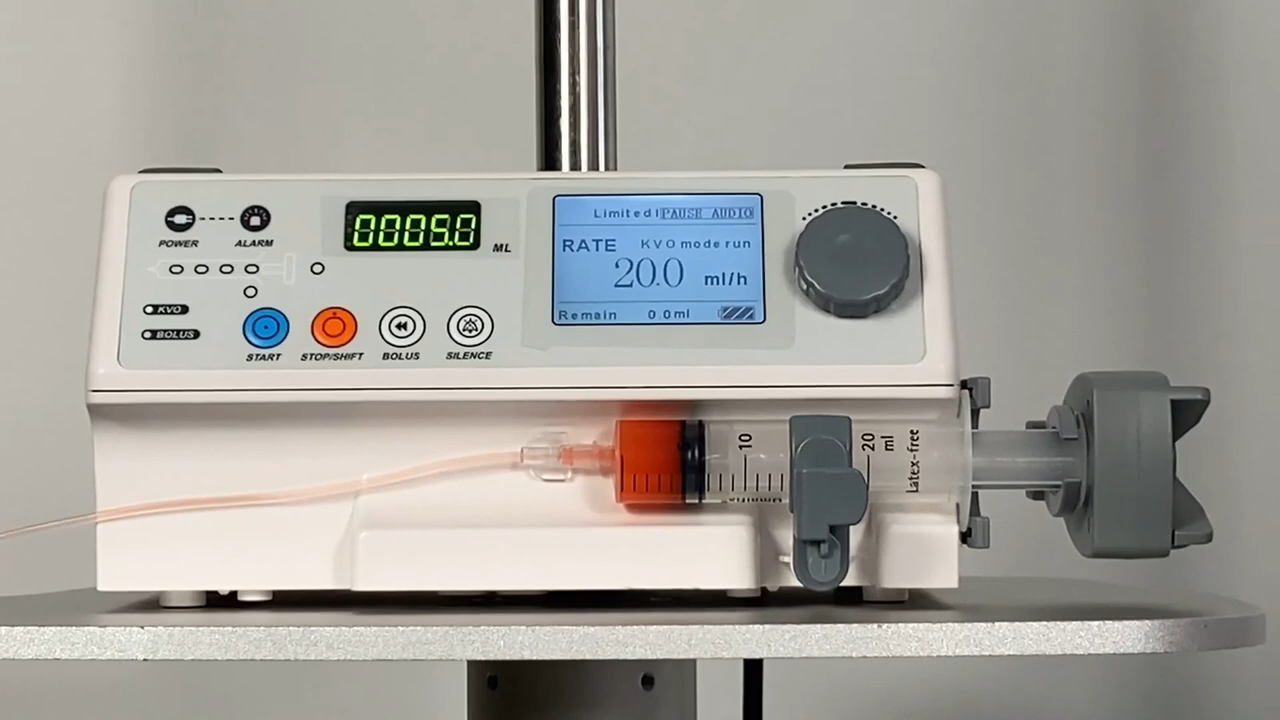 POWER
ALARM
0005.0
ML
KVO
BOLUS
START
STOP/SHIFT
BOLUS
SILENCE
Limited PAUSE AUDIO
RATE
KVO mode run
20.0 ml/h
Remain 0.0ml
10
20
ml
Latex-free